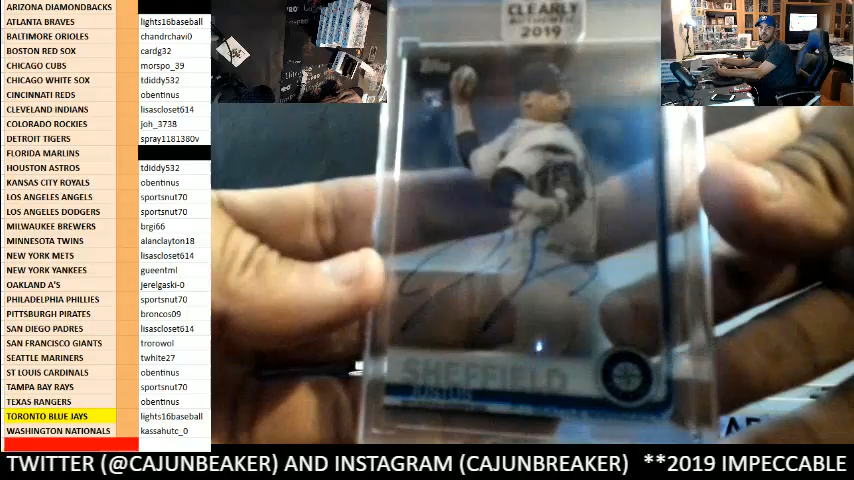 ARIZONA DIAMONDBACKS
ATLANTA BRAVES lights16baseball
BALTIMORE ORIOLES chandrchavi0
BOSTON RED SOX cardg32
CHICAGO CUBS morspo_39
CHICAGO WHITE SOX tdiddy532
CINCINNATI REDS obentinus
CLEVELAND INDIANS lisascloset614
COLORADO ROCKIES joh_3738
DETROIT TIGERS spray1181380v
FLORIDA MARLINS
HOUSTON ASTROS tdiddy532
KANSAS CITY ROYALS obentinus
LOS ANGELES ANGELS sportsnut70
LOS ANGELES DODGERS sportsnut70
MILWAUKEE BREWERS brgi66
MINNESOTA TWINS alanclayton18
NEW YORK METS lisascloset614
NEW YORK YANKEES gueentml
OAKLAND A'S jerelgaski-0
PHILADELPHIA PHILLIES sportsnut70
PITTSBURGH PIRATES broncos09
SAN DIEGO PADRES lisascloset614
SAN FRANCISCO GIANTS trorowol
SEATTLE MARINERS twhite27
ST LOUIS CARDINALS obentinus
TAMPA BAY RAYS sportsnut70
TEXAS RANGERS obentinus
TORONTO BLUE JAYS lights16baseball
WASHINGTON NATIONALS kassahutc_0
CLEARLY
AUTHENTIC
2019
Topps
SHEFFIELD
JUSTUS
TWITTER (@CAJUNBEAKER) AND INSTAGRAM (CAJUNBREAKER) **2019 IMPECCABLE